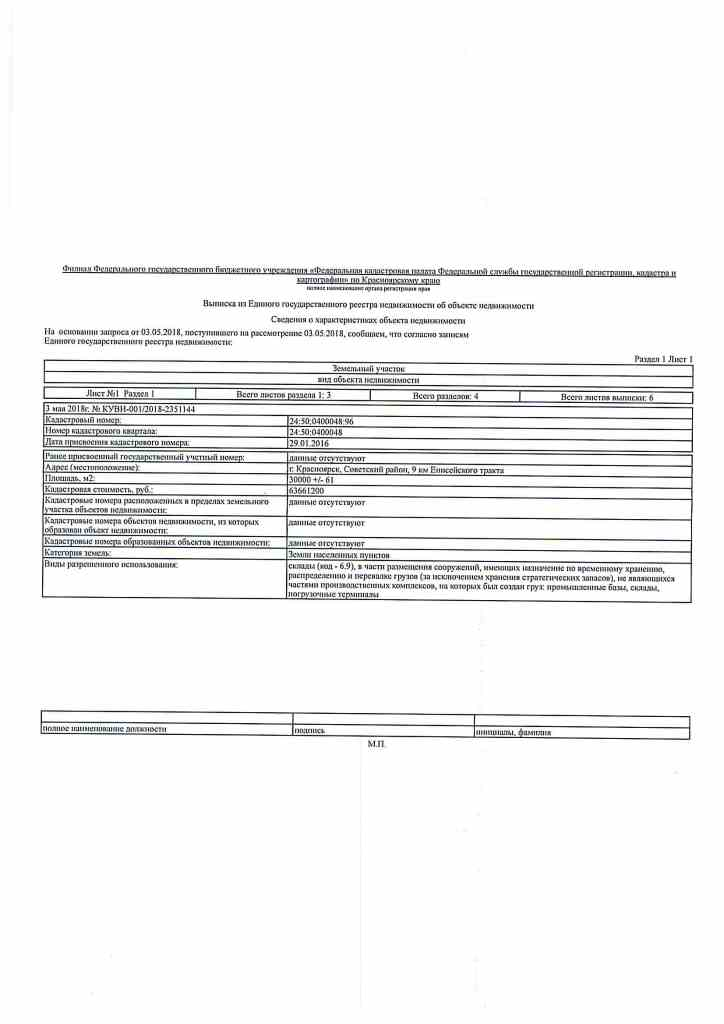 Филиал Федерального государственного бюджетного учреждения «Федеральная кадастровая палата Федеральной службы государственной регистрации, кадастра и
картографии» по Красноярскому краю
полное наименование органа регистрации прав
Выписка из Единого государственного реестра недвижимости об объекте недвижимости
Сведения о характеристиках объекта недвижимости
На основании запроса от 03.05.2018, поступившего на рассмотрение 03.05.2018, сообщаем, что согласно записям
Единого государственного реестра недвижимости:
Раздел 1 Лист 1
Земельный участок
вид объекта недвижимости
Лист №1 Раздел 1 Всего листов раздела 1: 3 Всего разделов: 4 Всего листов выписки: 6
3 мая 2018г. № КУВИ-001/2018-2351144
Кадастровый номер: 24:50:0400048:96
Номер кадастрового квартала: 24:50:0400048
Дата присвоения кадастрового номера: 29.01.2016
Ранее присвоенный государственный учетный номер: данные отсутствуют
Адрес (местоположение): г. Красноярск, Советский район, 9 км Енисейского тракта
Площадь, м2: 30000 +/- 61
Кадастровая стоимость, руб.: 63661200
Кадастровые номера расположенных в пределах земельного
участка объектов недвижимости: данные отсутствуют
Кадастровые номера объектов недвижимости, из которых
образован объект недвижимости: данные отсутствуют
Кадастровые номера образованных объектов недвижимости: данные отсутствуют
Категория земель: Земли населенных пунктов
Виды разрешенного использования: склады (код - 6.9), в части размещения сооружений, имеющих назначение по временному хранению,
распределению и перевалке грузов (за исключением хранения стратегических запасов), не являющихся
частями производственных комплексов, на которых был создан груз: промышленные базы, склады,
погрузочные терминалы
полное наименование должности подпись инициалы, фамилия
М.П.